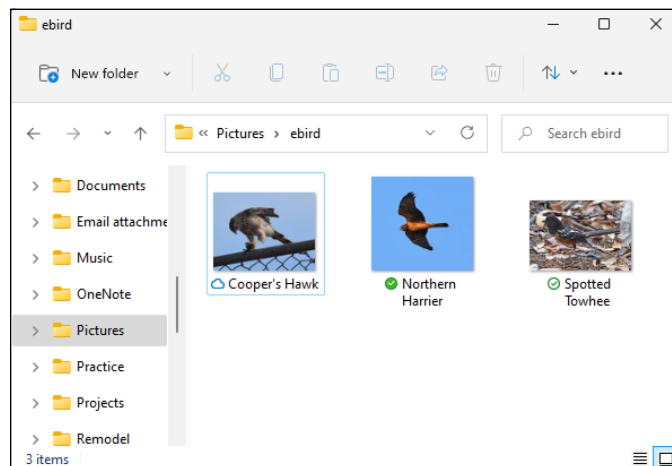 ebird
New folder
Pictures > ebird
Search ebird
Documents
Email attachme
Music
OneNote
Pictures
Practice
Projects
Remodel
Cooper's Hawk
Northern
Harrier
Spotted
Towhee
3 items